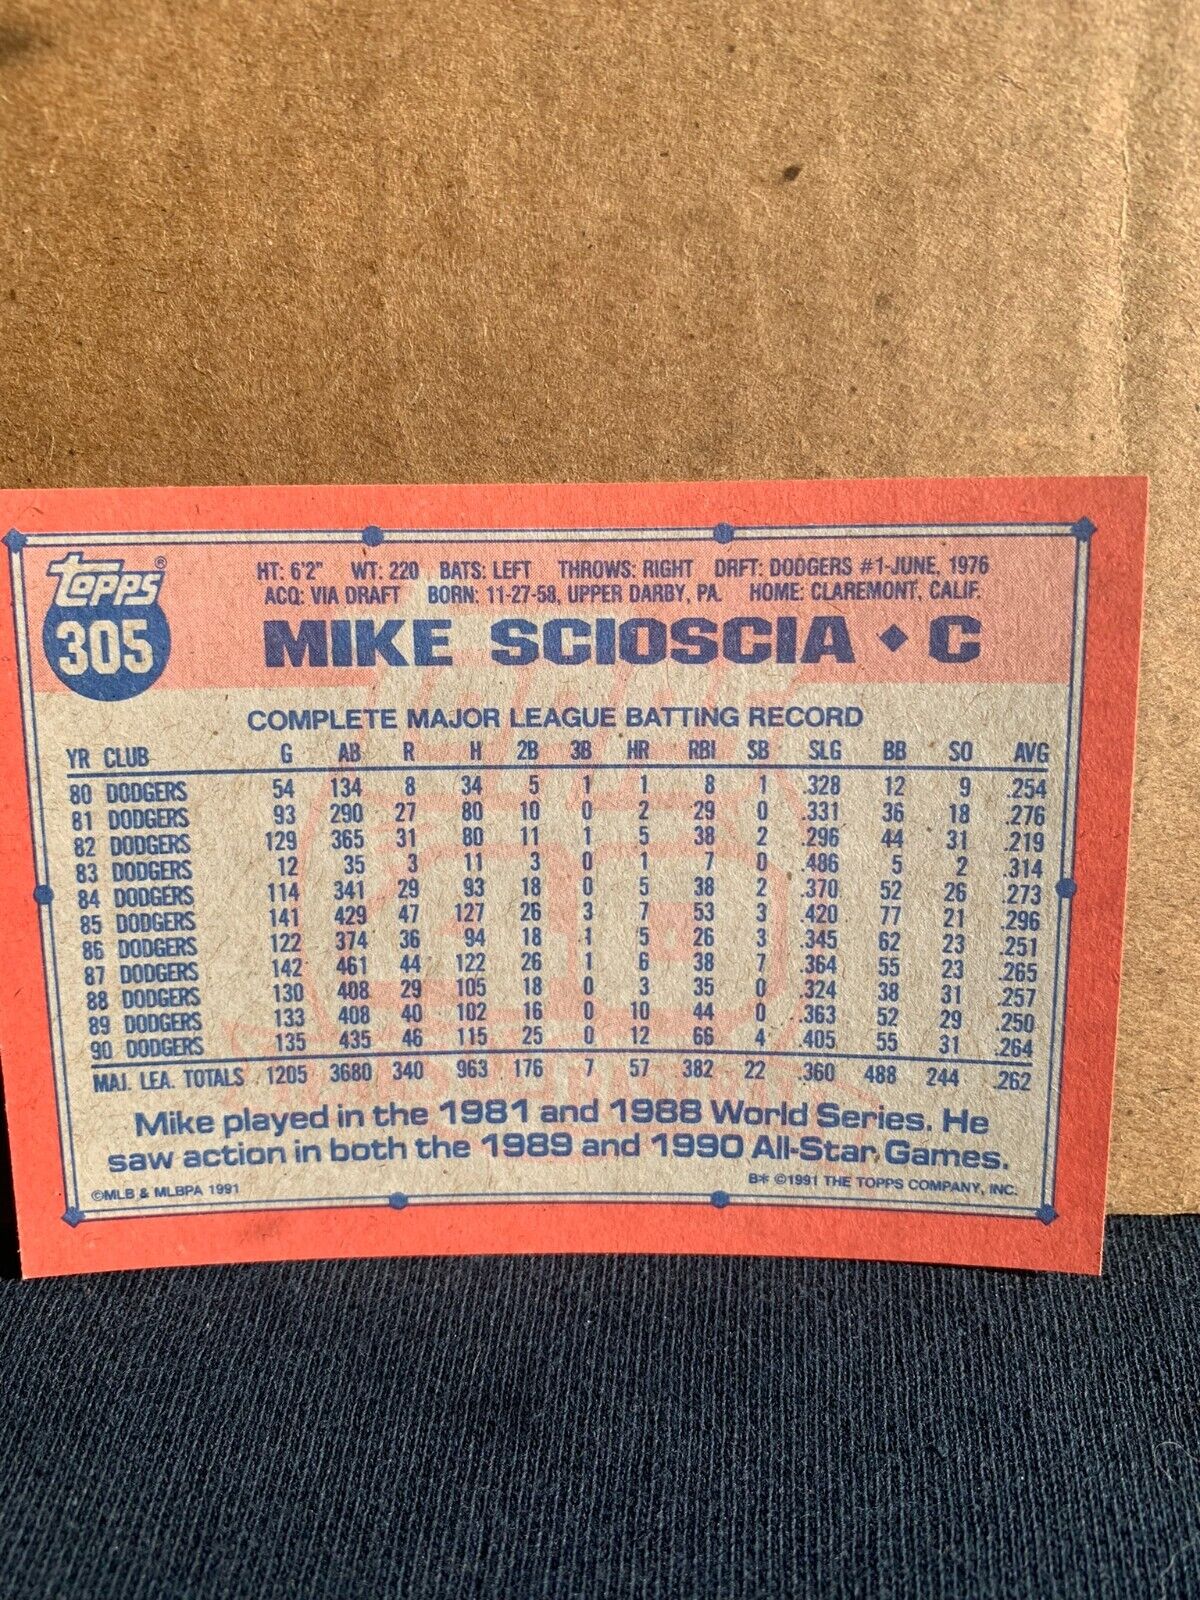 topps®
305
HT: 6'2" WT: 220 BATS: LEFT THROWS: RIGHT DRFT: DODGERS #1-JUNE, 1976
ACQ: VIA DRAFT BORN: 11-27-58, UPPER DARBY, PA. HOME: CLAREMONT, CALIF.
MIKE SCIOSCIA ◆ C
COMPLETE MAJOR LEAGUE BATTING RECORD
YR CLUB G AB R H 2B 3B HR RBI SB SLG BB SO AVG
80 DODGERS 54 134 8 34 5 1 1 8 1 .328 12 9 .254
81 DODGERS 93 290 27 80 10 0 2 29 0 .331 36 18 .276
82 DODGERS 129 365 31 80 11 1 5 38 2 .296 44 31 .219
83 DODGERS 12 35 3 11 3 0 1 7 0 .486 5 2 .314
84 DODGERS 114 341 29 93 18 0 5 38 2 .370 52 26 .273
85 DODGERS 141 429 47 127 26 3 7 53 3 .420 77 21 .296
86 DODGERS 122 374 36 94 18 1 5 26 3 .345 62 23 .251
87 DODGERS 142 461 44 122 26 1 6 38 7 .364 55 23 .265
88 DODGERS 130 408 29 105 18 0 3 35 0 .324 38 31 .257
89 DODGERS 133 408 40 102 16 0 10 44 0 .363 52 29 .250
90 DODGERS 135 435 46 115 25 0 12 66 4 .405 55 31 .264
MAJ. LEA. TOTALS 1205 3680 340 963 176 7 57 382 22 .360 488 244 .262
Mike played in the 1981 and 1988 World Series. He
saw action in both the 1989 and 1990 All-Star Games.
©MLB & MLBPA 1991 B* ©1991 THE TOPPS COMPANY, INC.